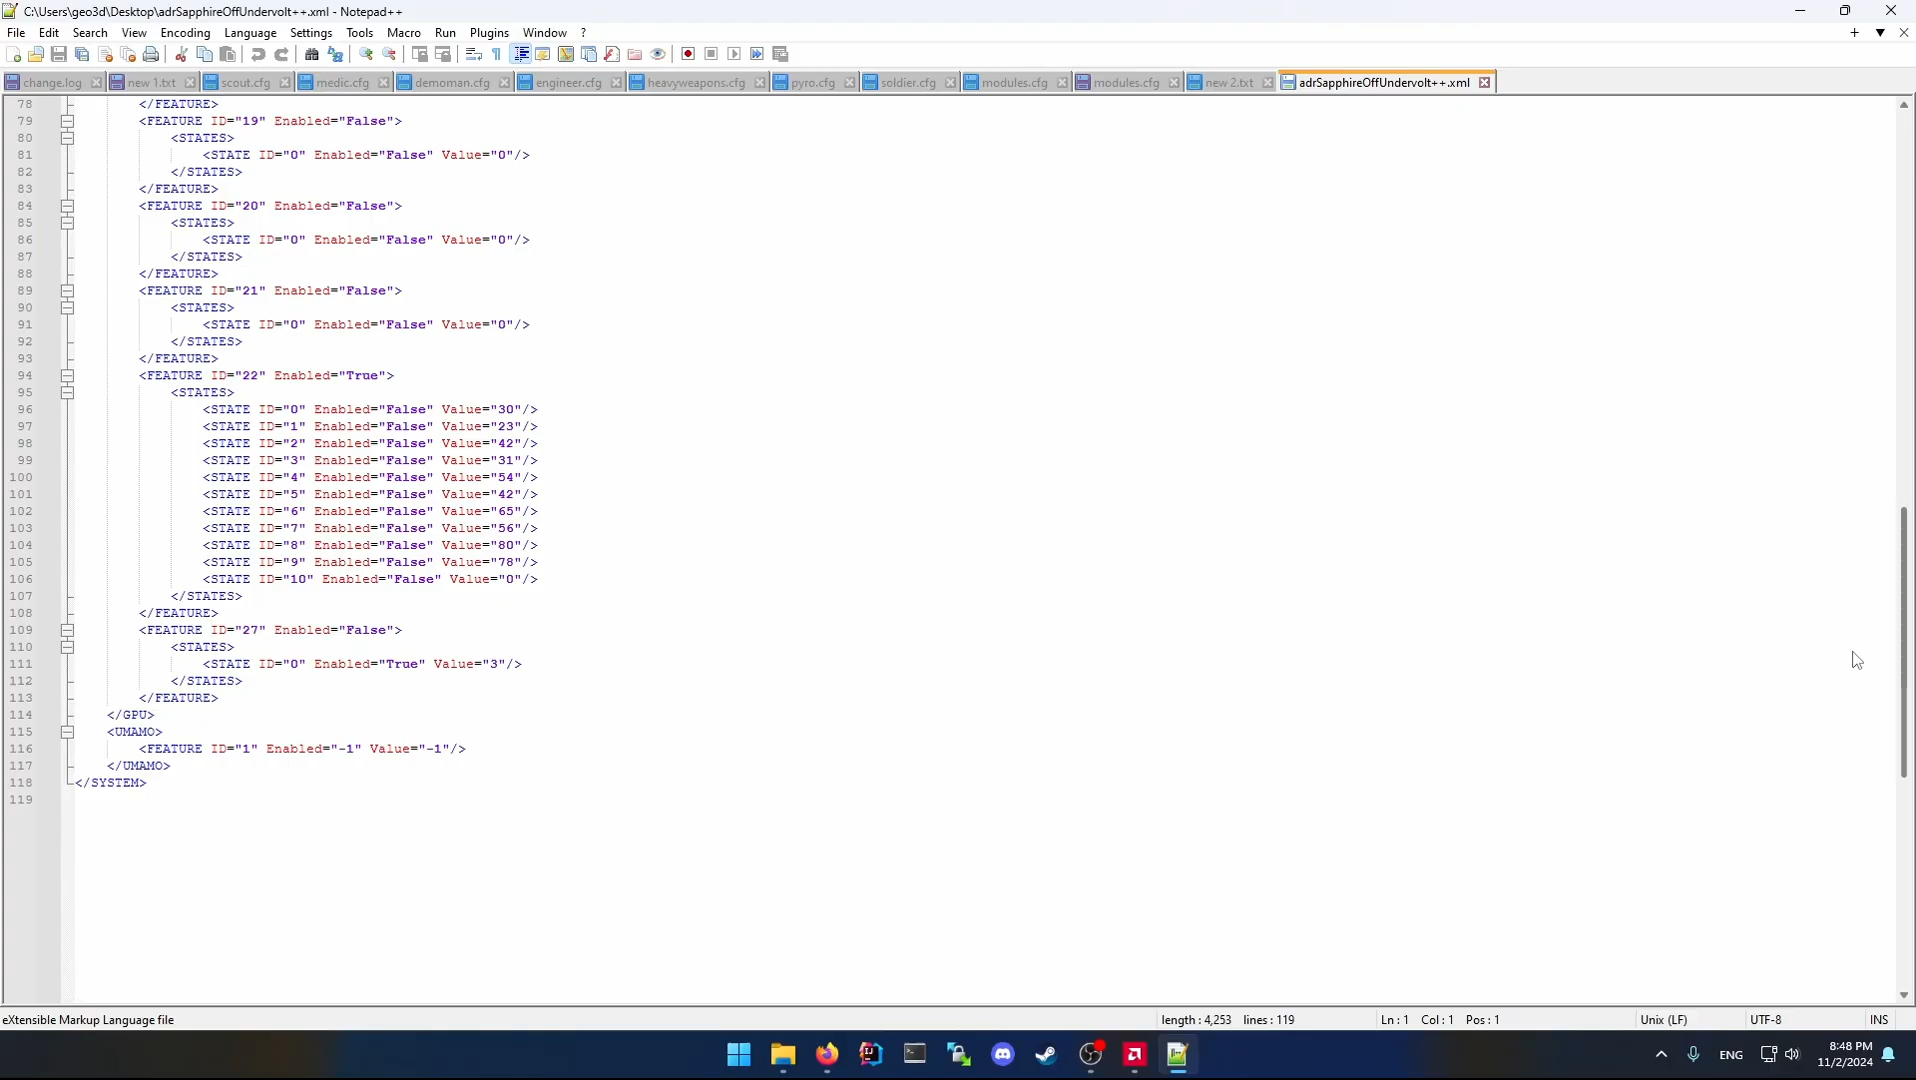 C:\Users\geo3d\Desktop\adrSapphireOffUndervolt++.xml - Notepad++
File Edit Search View Encoding Language Settings Tools Macro Run Plugins Window ?
change.log new 1.txt scout.cfg medic.cfg demoman.cfg engineer.cfg heavyweapons.cfg pyro.cfg soldier.cfg modules.cfg modules.cfg new 2.txt adrSapphireOffUndervolt++.xml
78 </FEATURE>
79 <FEATURE ID="19" Enabled="False">
80 <STATES>
81 <STATE ID="0" Enabled="False" Value="0"/>
82 </STATES>
83 </FEATURE>
84 <FEATURE ID="20" Enabled="False">
85 <STATES>
86 <STATE ID="0" Enabled="False" Value="0"/>
87 </STATES>
88 </FEATURE>
89 <FEATURE ID="21" Enabled="False">
90 <STATES>
91 <STATE ID="0" Enabled="False" Value="0"/>
92 </STATES>
93 </FEATURE>
94 <FEATURE ID="22" Enabled="True">
95 <STATES>
96 <STATE ID="0" Enabled="False" Value="30"/>
97 <STATE ID="1" Enabled="False" Value="23"/>
98 <STATE ID="2" Enabled="False" Value="42"/>
99 <STATE ID="3" Enabled="False" Value="31"/>
100 <STATE ID="4" Enabled="False" Value="54"/>
101 <STATE ID="5" Enabled="False" Value="42"/>
102 <STATE ID="6" Enabled="False" Value="65"/>
103 <STATE ID="7" Enabled="False" Value="56"/>
104 <STATE ID="8" Enabled="False" Value="80"/>
105 <STATE ID="9" Enabled="False" Value="78"/>
106 <STATE ID="10" Enabled="False" Value="0"/>
107 </STATES>
108 </FEATURE>
109 <FEATURE ID="27" Enabled="False">
110 <STATES>
111 <STATE ID="0" Enabled="True" Value="3"/>
112 </STATES>
113 </FEATURE>
114 </GPU>
115 <UMAMO>
116 <FEATURE ID="1" Enabled="-1" Value="-1"/>
117 </UMAMO>
118 </SYSTEM>
119
eXtensible Markup Language file length : 4,253 lines : 119 Ln : 1 Col : 1 Pos : 1 Unix (LF) UTF-8 INS
ENG 8:48 PM
11/2/2024